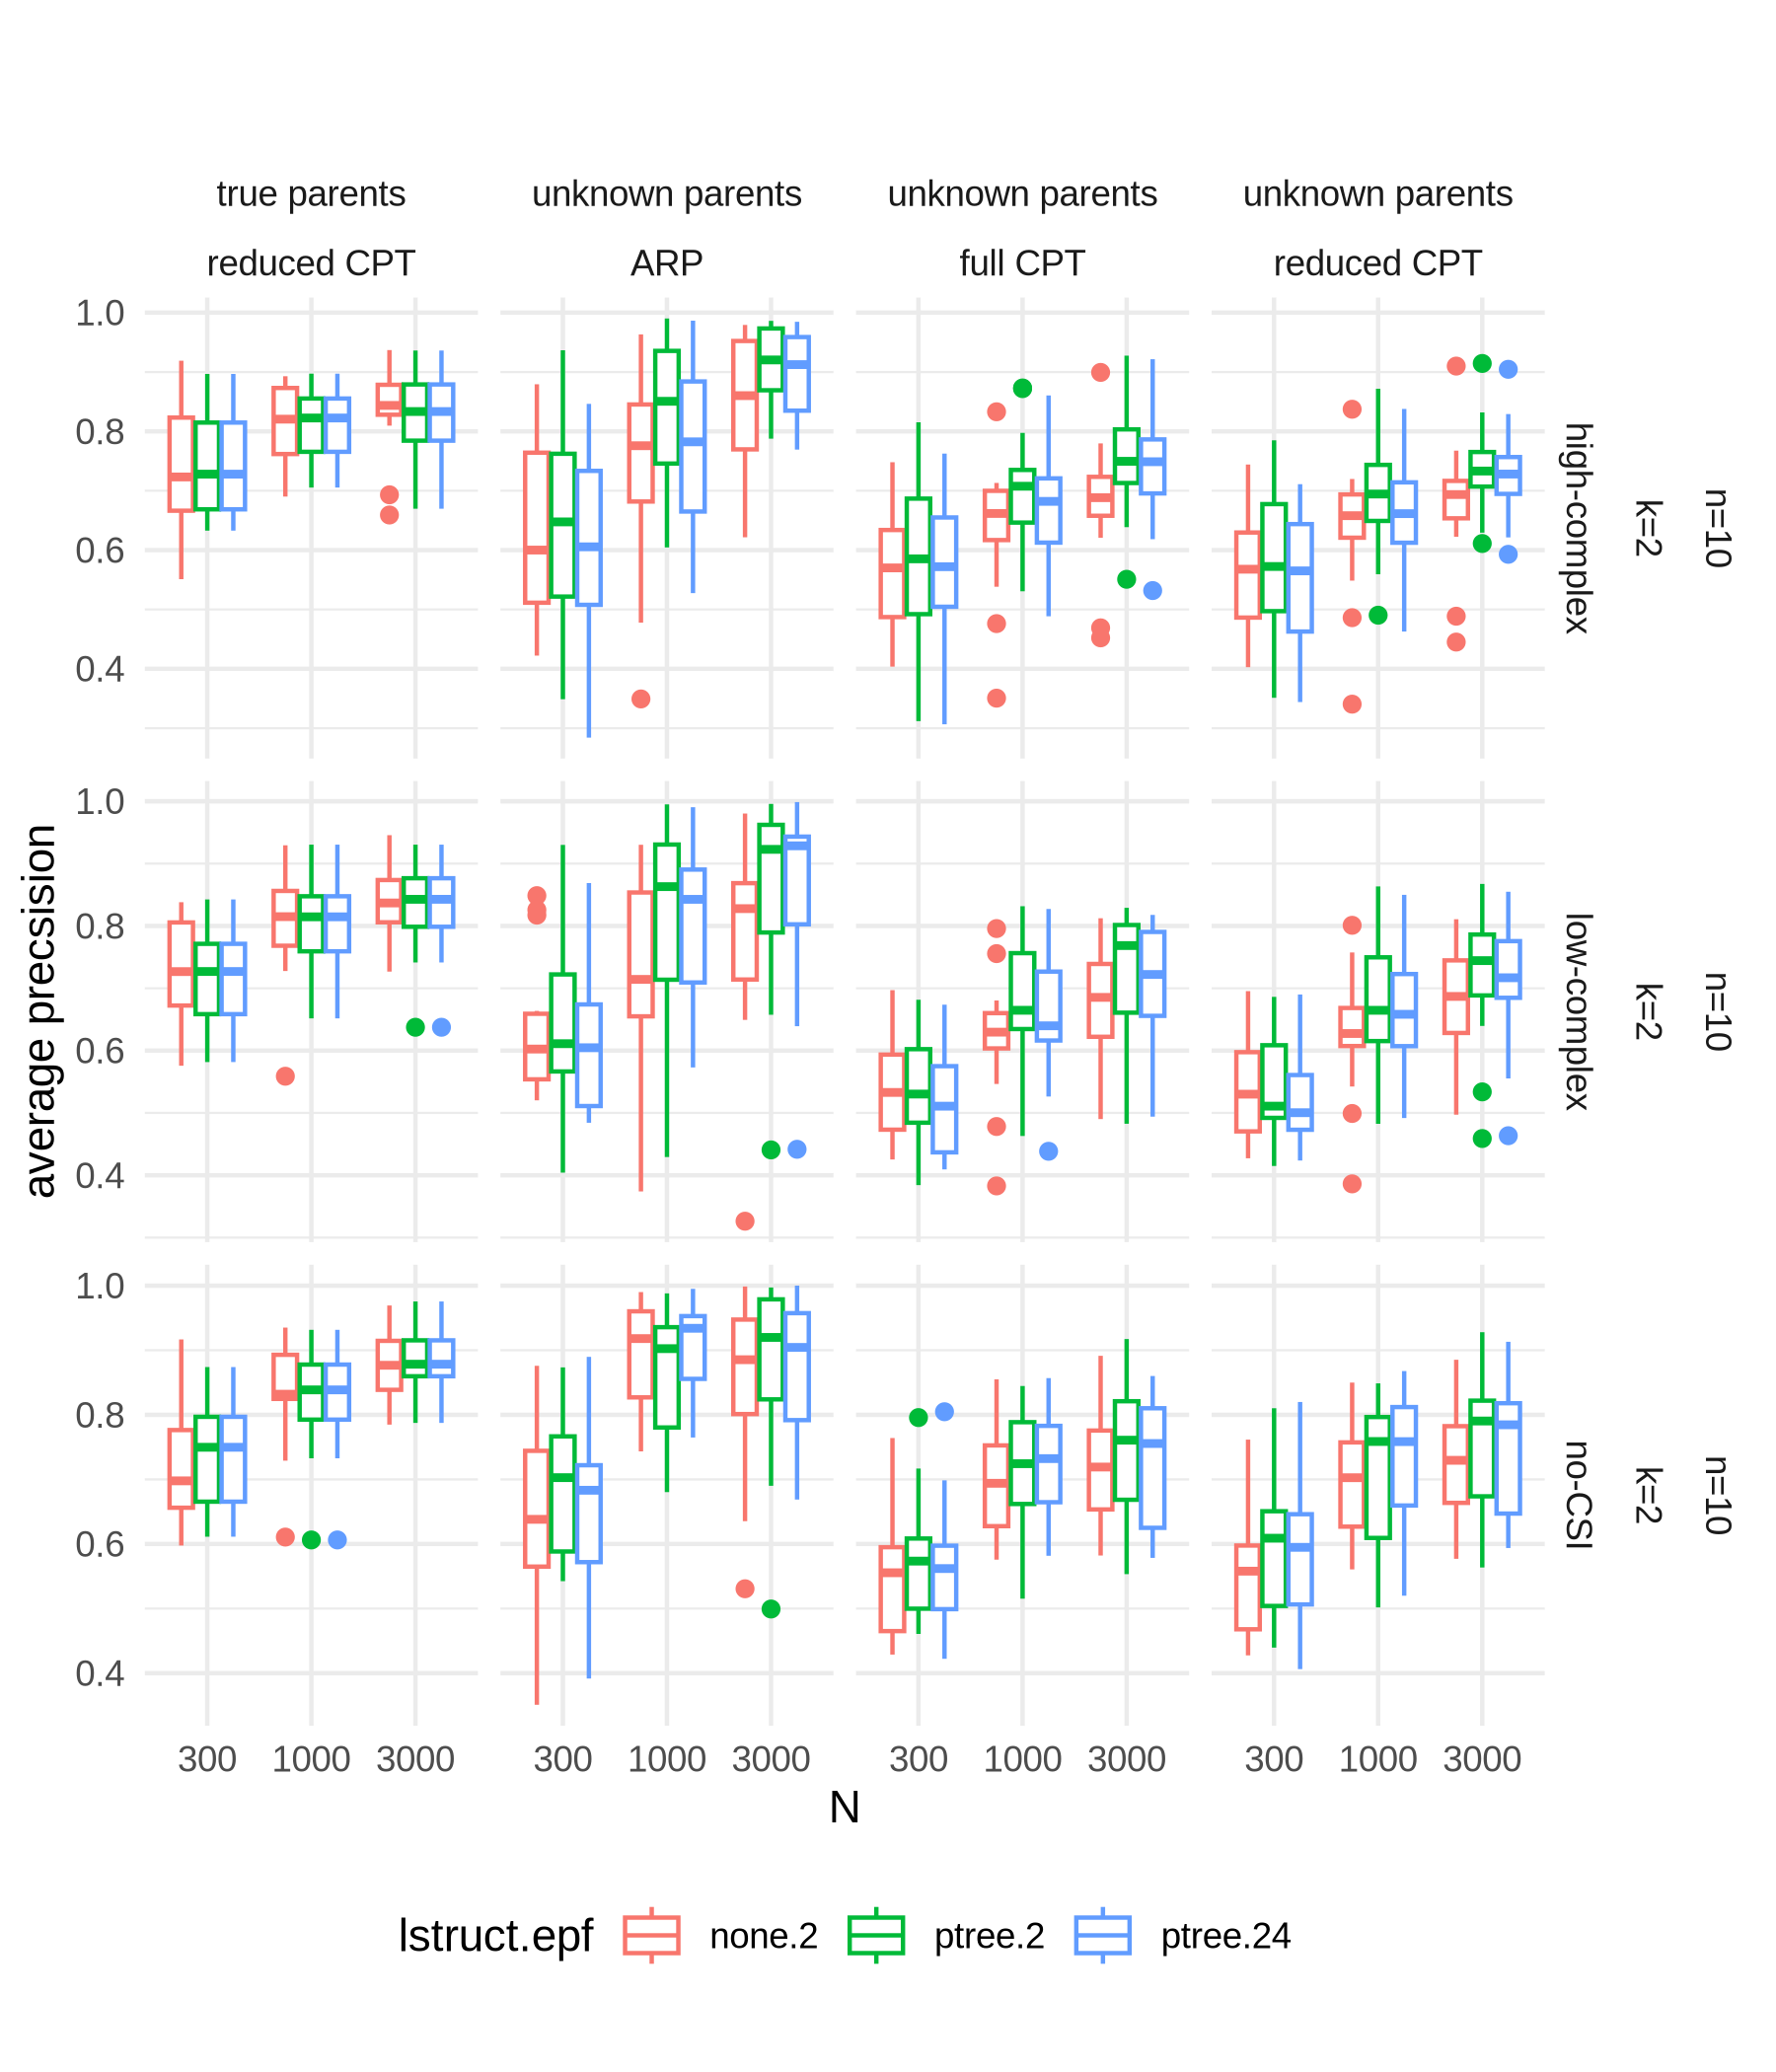 true parents
unknown parents
unknown parents
unknown parents
reduced CPT
ARP
full CPT
reduced CPT
1.0
0.8
0.6
0.4
high-complex
k=2
n=10
1.0
0.8
0.6
0.4
low-complex
k=2
n=10
1.0
0.8
0.6
0.4
no-CSI
k=2
n=10
average precsision
300 1000 3000
300 1000 3000
300 1000 3000
300 1000 3000
N
lstruct.epf none.2 ptree.2 ptree.24